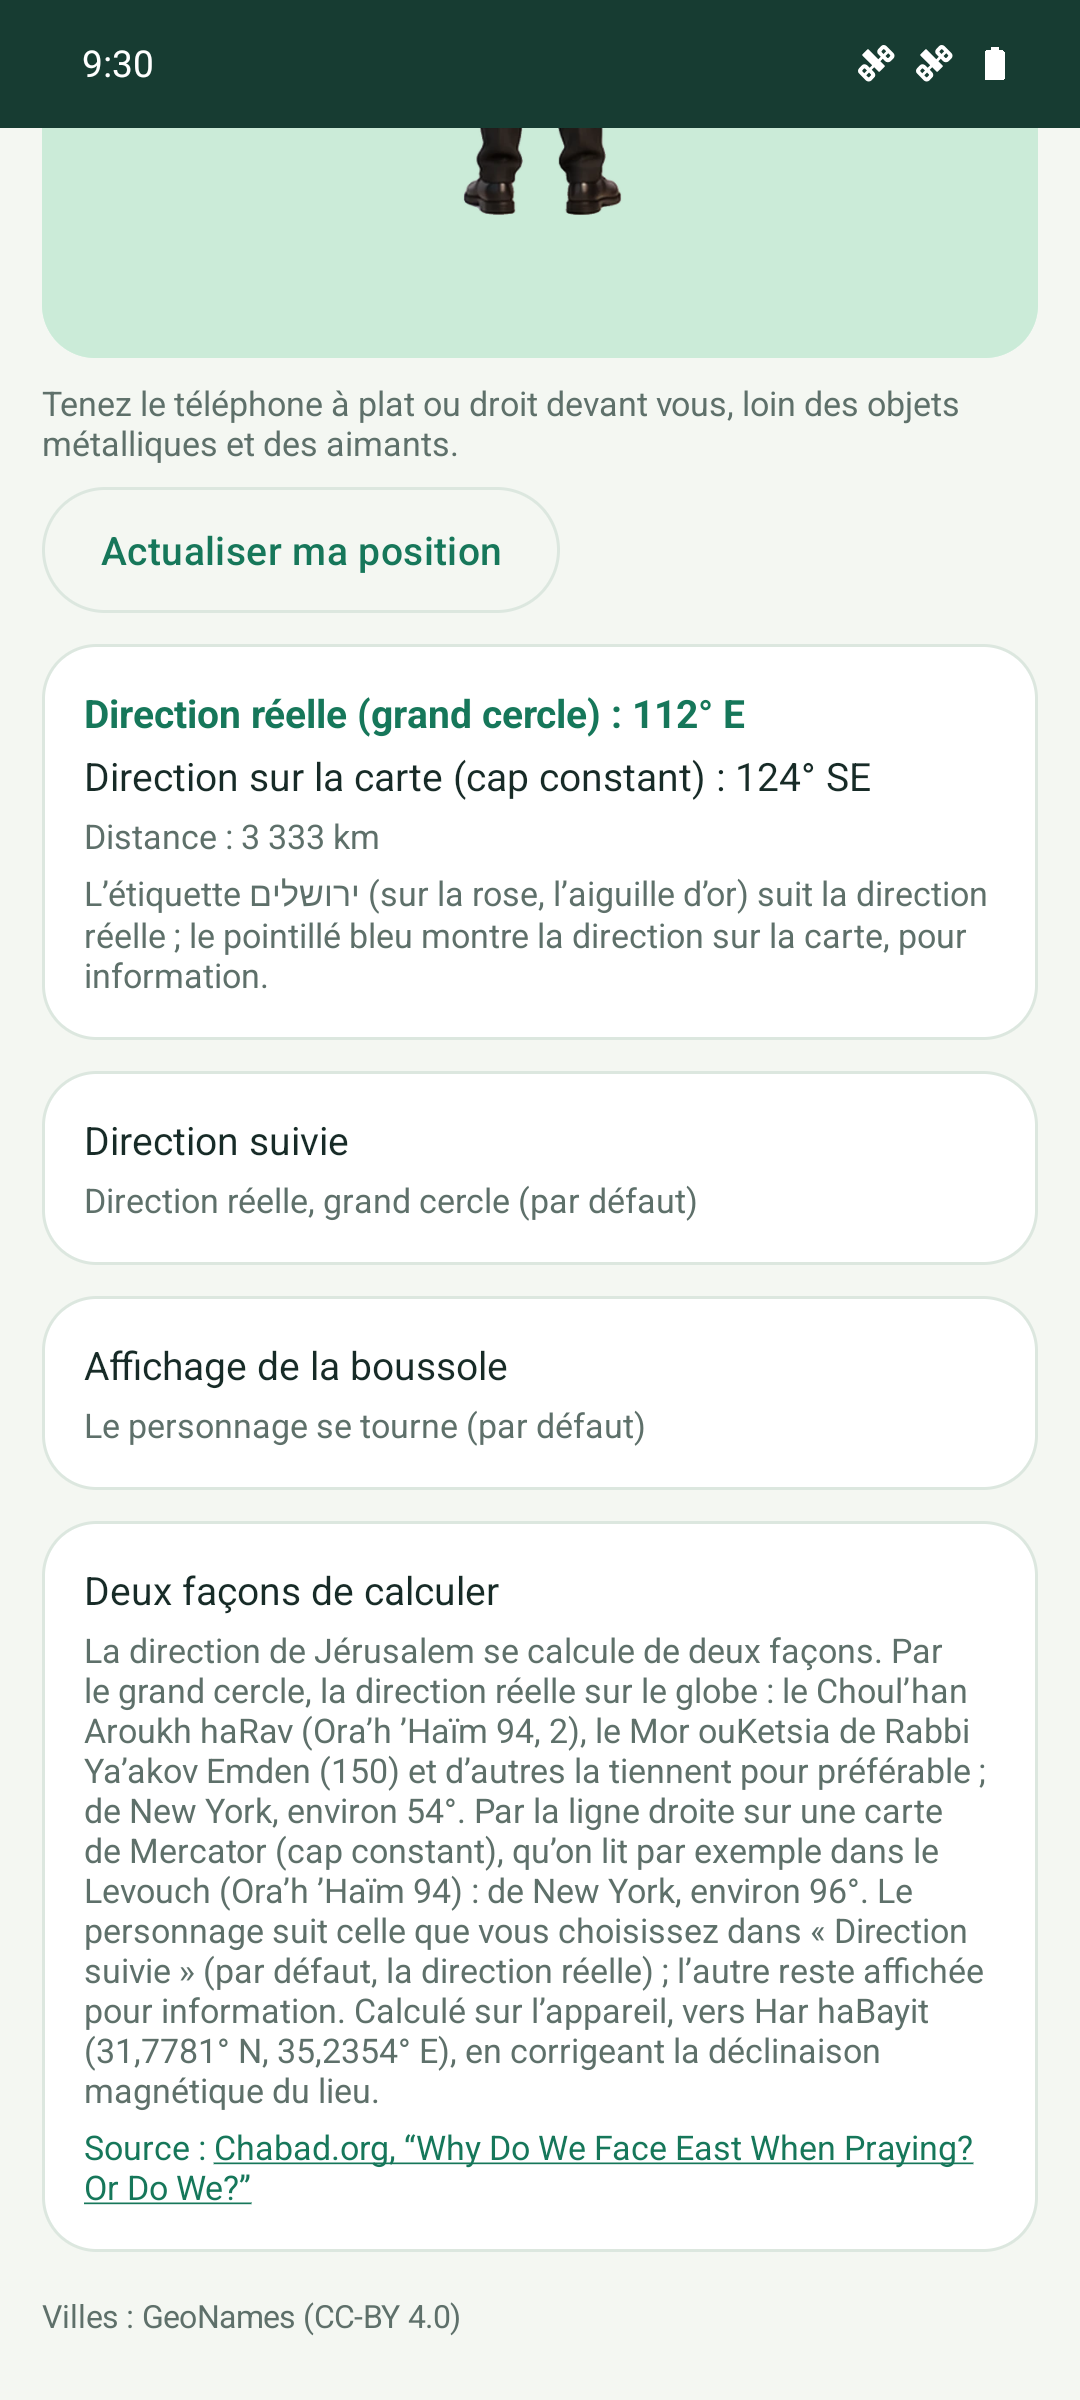 9:30
Tenez le téléphone à plat ou droit devant vous, loin des objets
métalliques et des aimants.
Actualiser ma position
Direction réelle (grand cercle) : 112° E
Direction sur la carte (cap constant) : 124° SE
Distance : 3 333 km
L’étiquette ירושלים (sur la rose, l’aiguille d’or) suit la direction
réelle ; le pointillé bleu montre la direction sur la carte, pour
information.
Direction suivie
Direction réelle, grand cercle (par défaut)
Affichage de la boussole
Le personnage se tourne (par défaut)
Deux façons de calculer
La direction de Jérusalem se calcule de deux façons. Par
le grand cercle, la direction réelle sur le globe : le Choul’han
Aroukh haRav (Ora’h ’Haïm 94, 2), le Mor ouKetsia de Rabbi
Ya’akov Emden (150) et d’autres la tiennent pour préférable ;
de New York, environ 54°. Par la ligne droite sur une carte
de Mercator (cap constant), qu’on lit par exemple dans le
Levouch (Ora’h ’Haïm 94) : de New York, environ 96°. Le
personnage suit celle que vous choisissez dans « Direction
suivie » (par défaut, la direction réelle) ; l’autre reste affichée
pour information. Calculé sur l’appareil, vers Har haBayit
(31,7781° N, 35,2354° E), en corrigeant la déclinaison
magnétique du lieu.
Source : Chabad.org, “Why Do We Face East When Praying?
Or Do We?”
Villes : GeoNames (CC-BY 4.0)